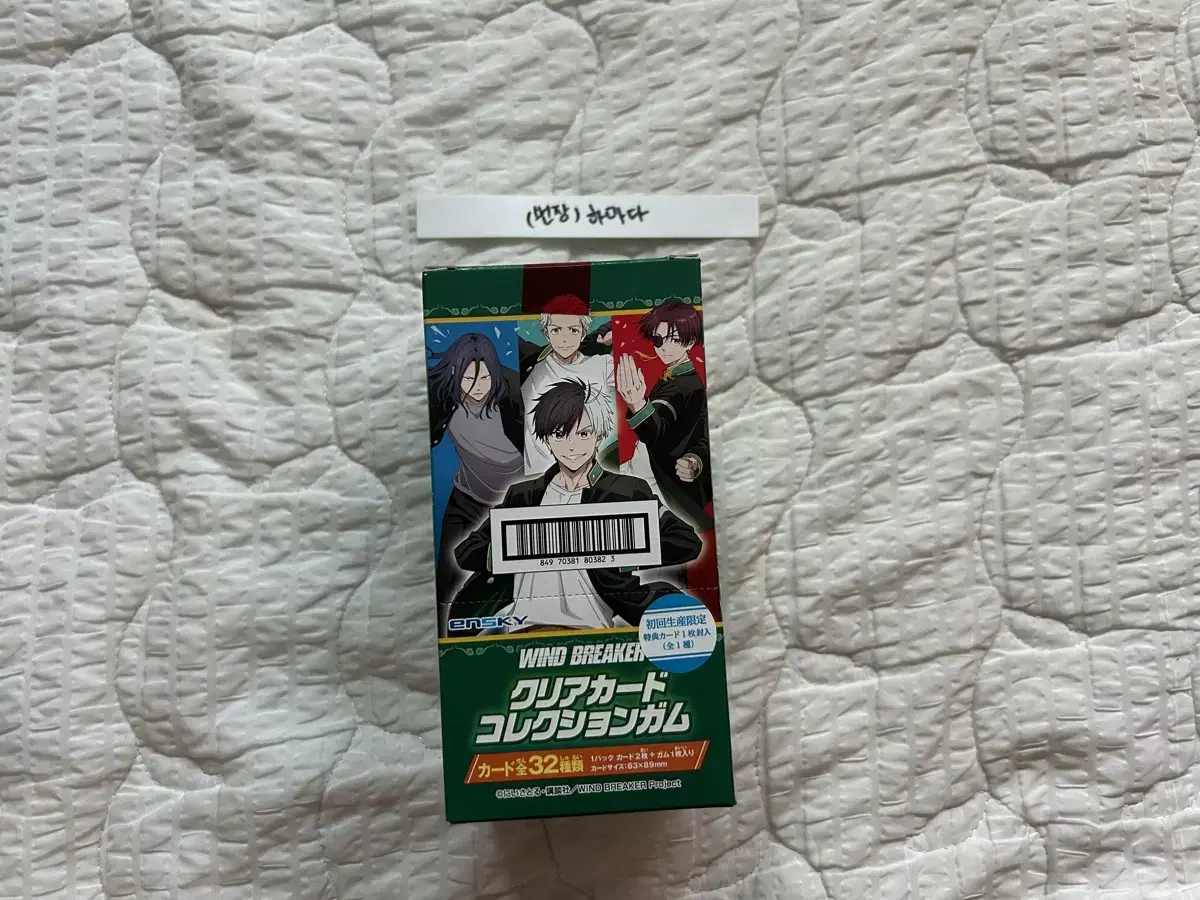 (번장) 하마다
849 70381 80382 3
ensky
初回生産限定
特典カード1枚封入
(全1種)
WIND BREAKER
クリアカード
コレクションガム
カード全32種類
1パック カード2枚+ガム1枚入り
カードサイズ:63×89mm
©にいさとる・講談社/WIND BREAKER Project